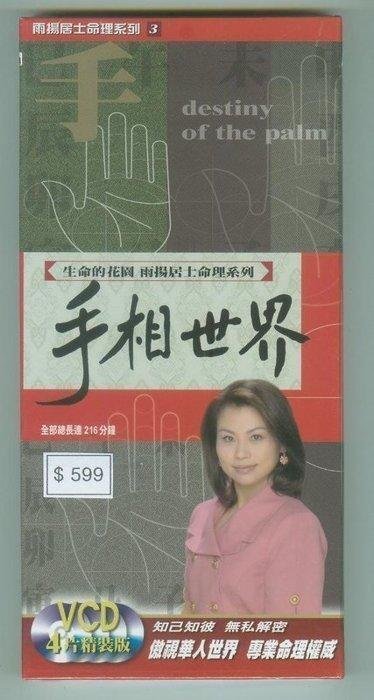 雨揚居士命理系列 3
手
destiny
of the palm
生命的花園 雨揚居士命理系列
手相世界
全部總長達 216 分鐘
$ 599
VCD
4片精裝版
知己知彼 無私解密
傲視華人世界 專業命理權威